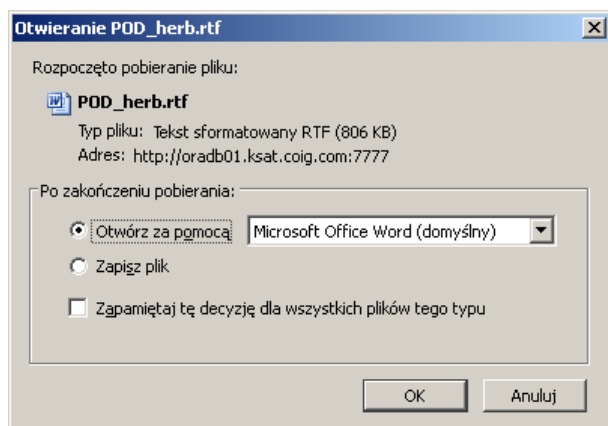 Otwieranie POD_herb.rtf
Rozpoczęto pobieranie pliku:
POD_herb.rtf
Typ pliku: Tekst sformatowany RTF (806 KB)
Adres: http://oradb01.ksat.coig.com:7777
Po zakończeniu pobierania:
Otwórz za pomocą Microsoft Office Word (domyślny)
Zapisz plik
Zapamiętaj tę decyzję dla wszystkich plików tego typu
OK Anuluj